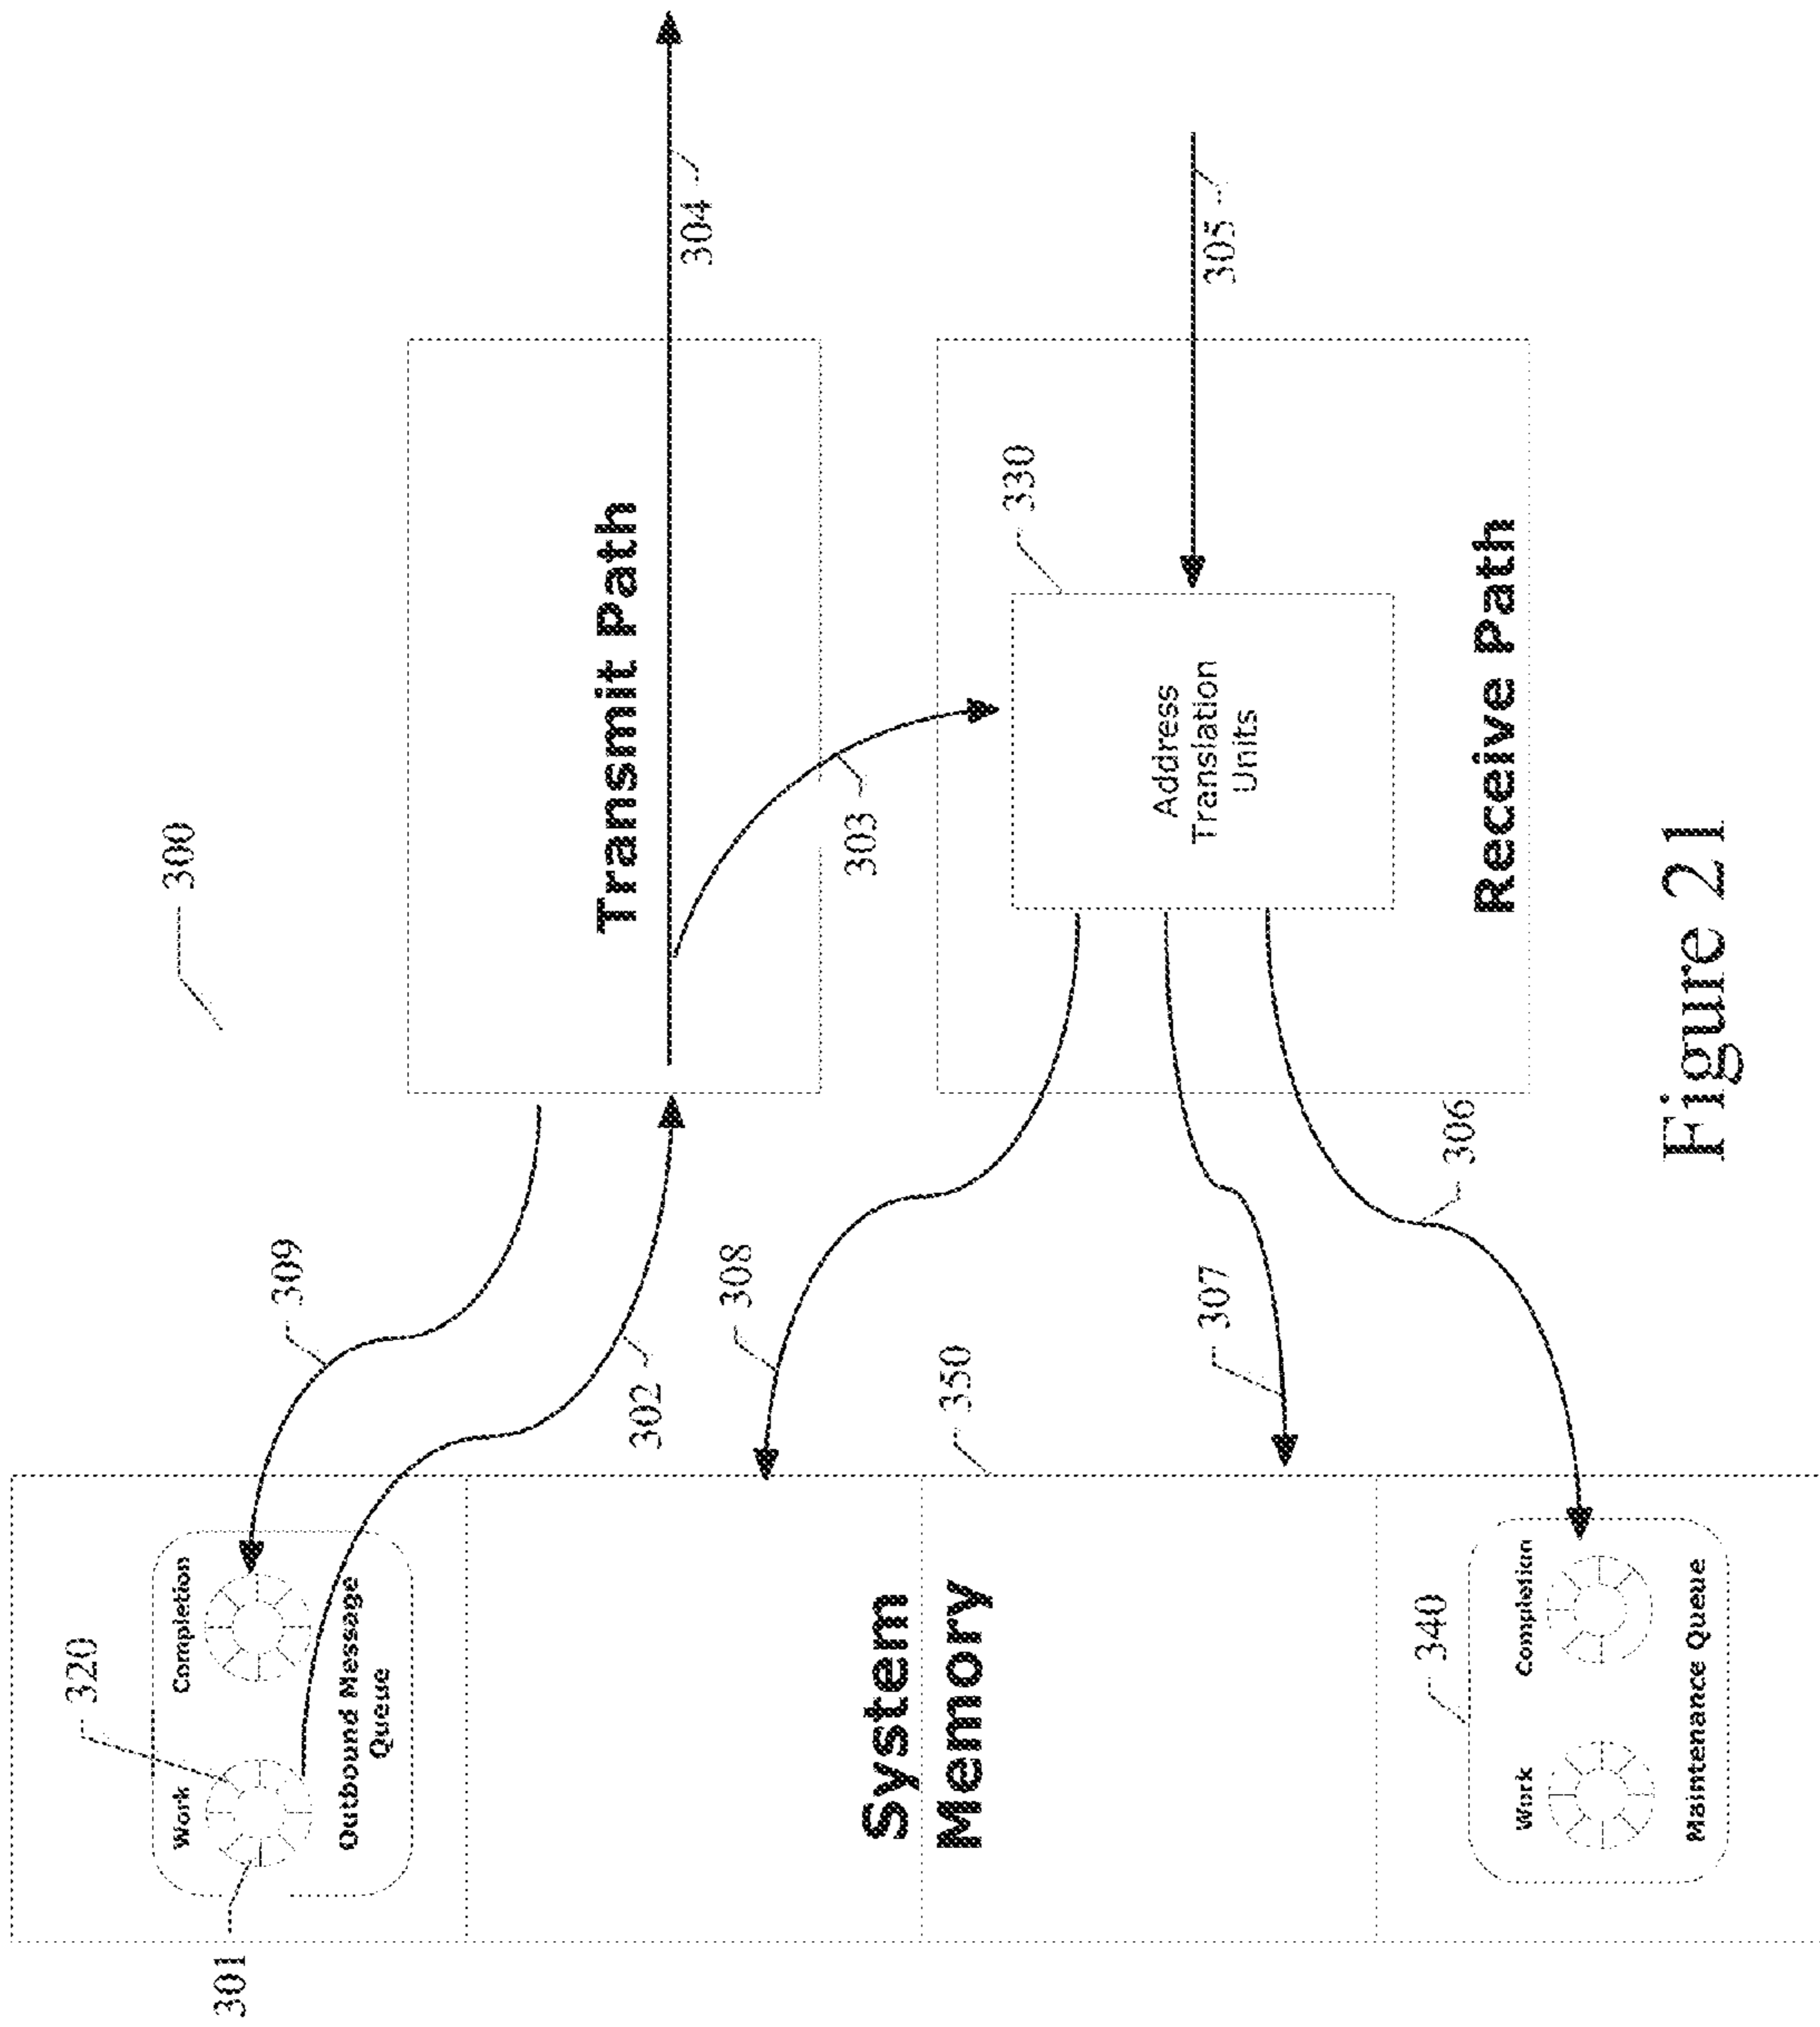 320
300
Work Completion
301
309
Outbound Message
Queue
Transmit Path
302
304
308
303
System
Memory
350
330
Address
Translation
Units
307
305
340
306
Receive Path
Work Completion
Maintenance Queue
Figure 21